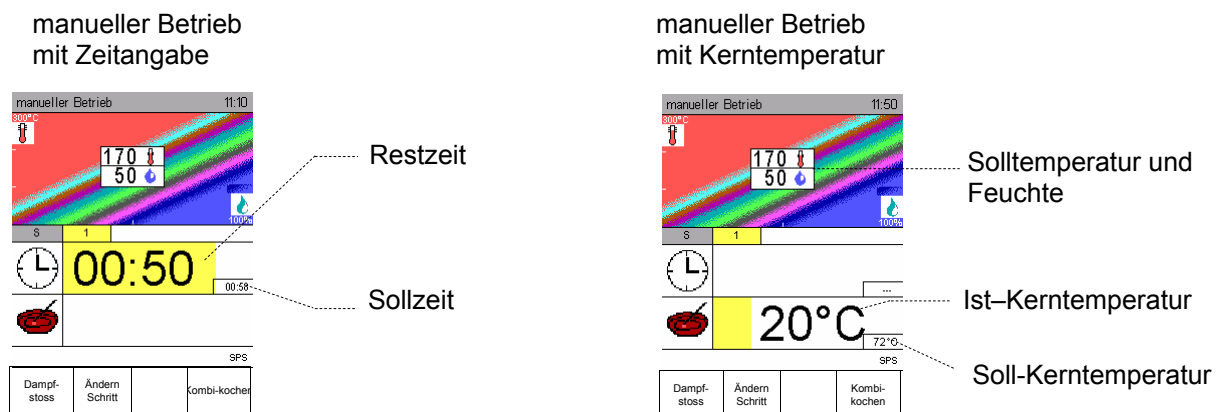 manueller Betrieb
mit Zeitangabe
manueller Betrieb 11:10
300°C
170
50
100%
S 1
00:50
00:58
SPS
Dampf-
stoss
Ändern
Schritt
Kombi-kochen
Restzeit
Sollzeit
manueller Betrieb
mit Kerntemperatur
manueller Betrieb 11:50
300°C
170
50
100%
S 1
...
20°C
72°C
SPS
Dampf-
stoss
Ändern
Schritt
Kombi-
kochen
Solltemperatur und
Feuchte
Ist–Kerntemperatur
Soll-Kerntemperatur